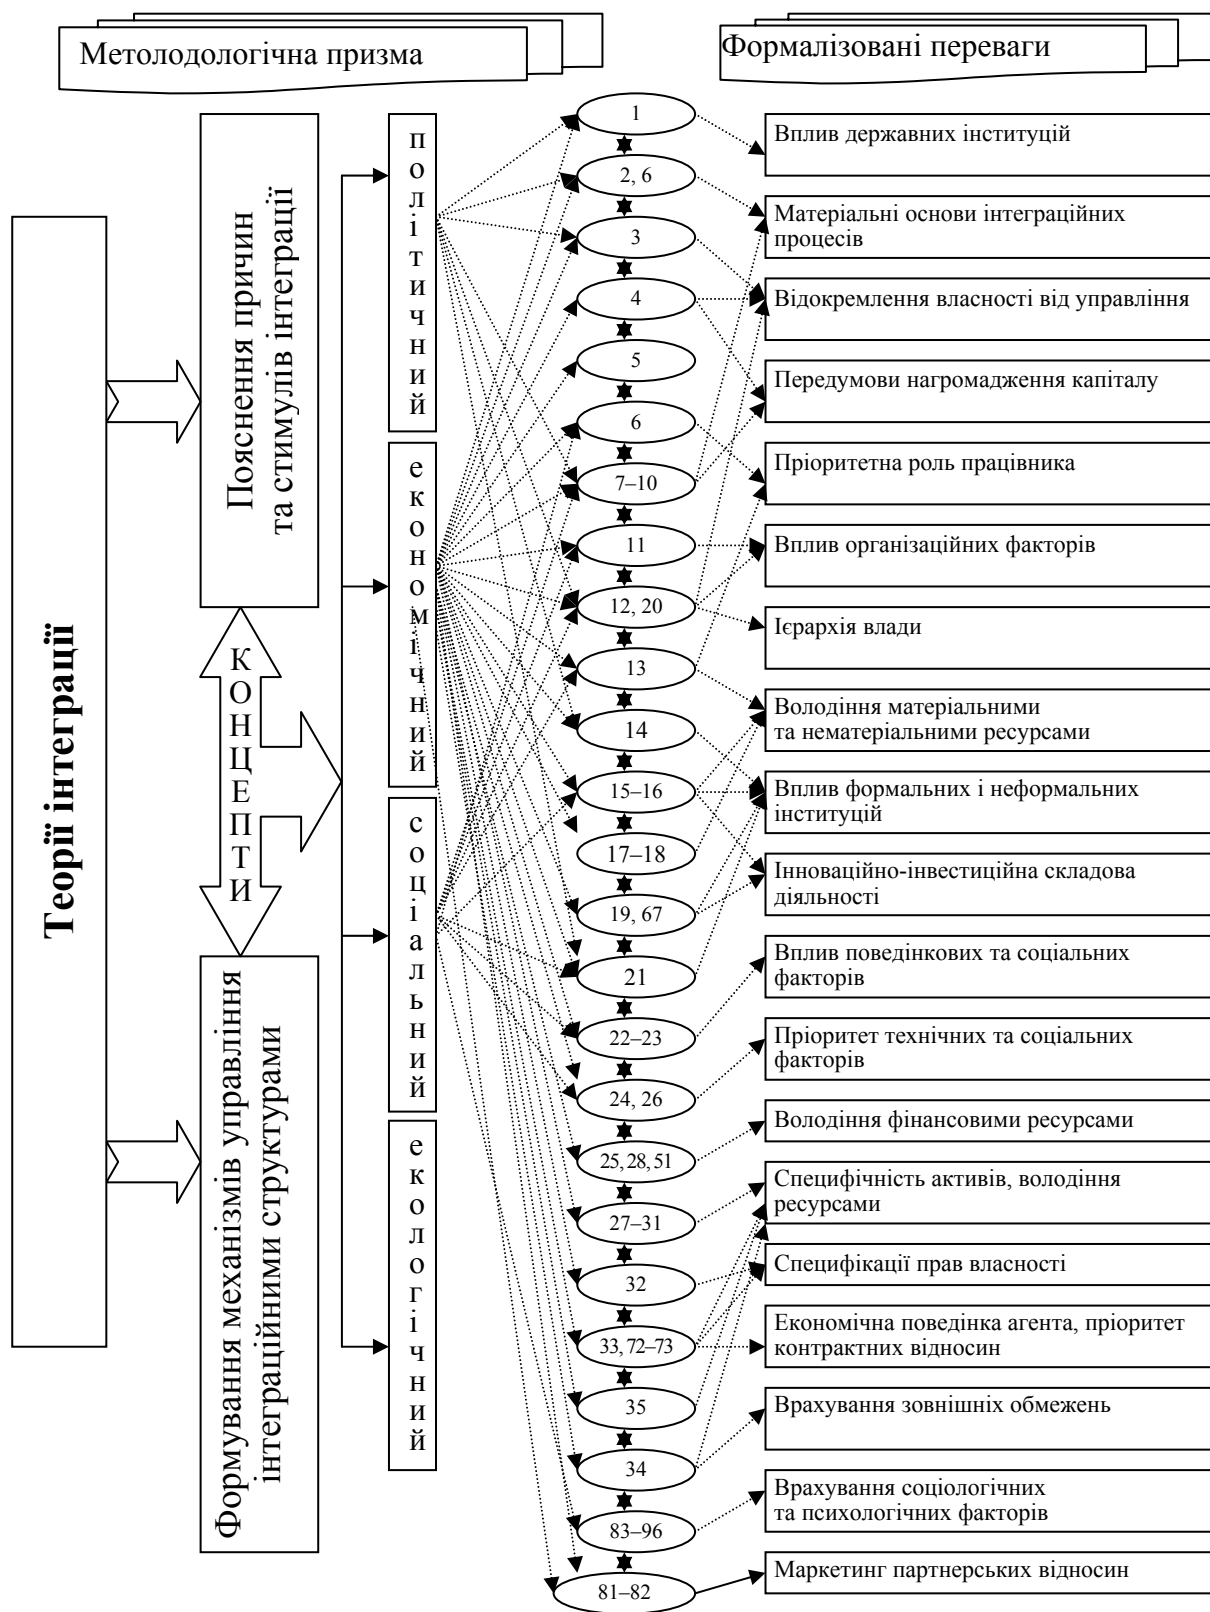 Метолодологічна призма
Формалізовані переваги
Теорії інтеграції
Пояснення причин
та стимулів інтеграції
КОНЦЕПТИ
Формування механізмів управління
інтеграційними структурами
політичний
економічний
соціальний
екологічний
1
2, 6
3
4
5
6
7–10
11
12, 20
13
14
15–16
17–18
19, 67
21
22–23
24, 26
25, 28, 51
27–31
32
33, 72–73
35
34
83–96
81–82
Вплив державних інституцій
Матеріальні основи інтеграційних
процесів
Відокремлення власності від управління
Передумови нагромадження капіталу
Пріоритетна роль працівника
Вплив організаційних факторів
Ієрархія влади
Володіння матеріальними
та нематеріальними ресурсами
Вплив формальних і неформальних
інституцій
Інноваційно-інвестиційна складова
діяльності
Вплив поведінкових та соціальних
факторів
Пріоритет технічних та соціальних
факторів
Володіння фінансовими ресурсами
Специфічність активів, володіння
ресурсами
Специфікації прав власності
Економічна поведінка агента, пріоритет
контрактних відносин
Врахування зовнішніх обмежень
Врахування соціологічних
та психологічних факторів
Маркетинг партнерських відносин